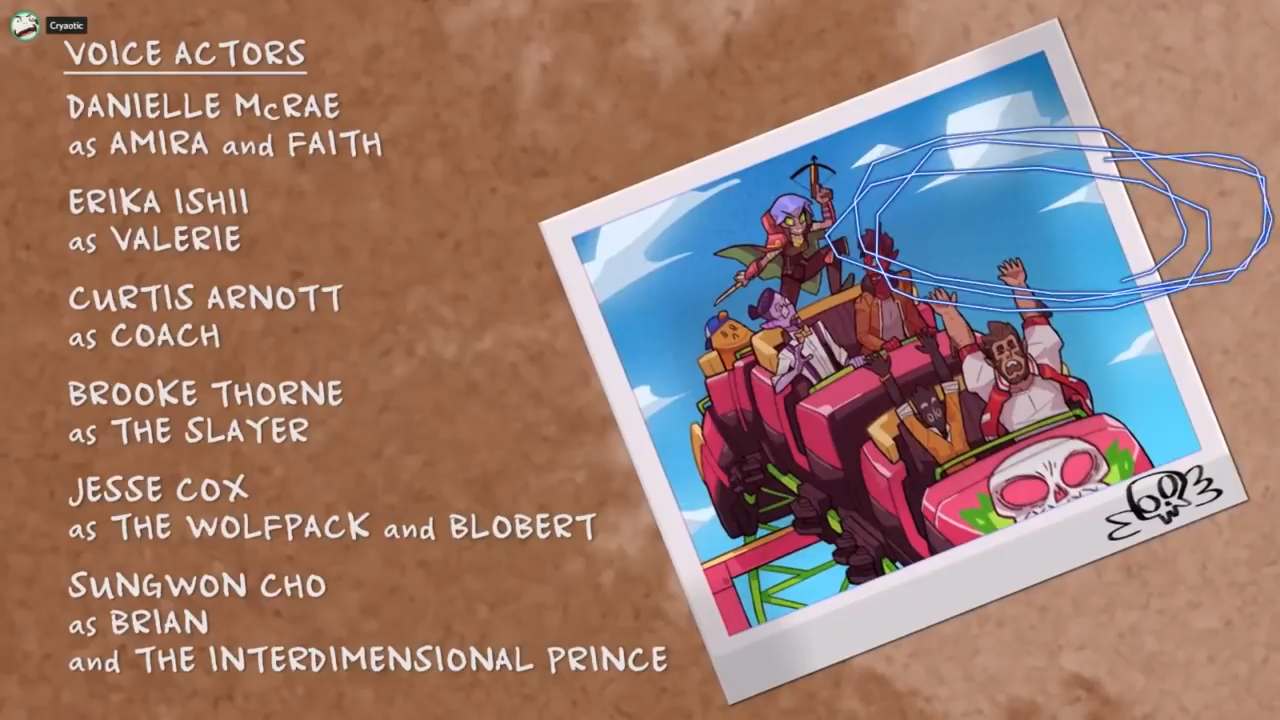 Cryaotic
VOICE ACTORS
DANIELLE McRAE
as AMIRA and FAITH
ERIKA ISHII
as VALERIE
CURTIS ARNOTT
as COACH
BROOKE THORNE
as THE SLAYER
JESSE COX
as THE WOLFPACK and BLOBERT
SUNGWON CHO
as BRIAN
and THE INTERDIMENSIONAL PRINCE